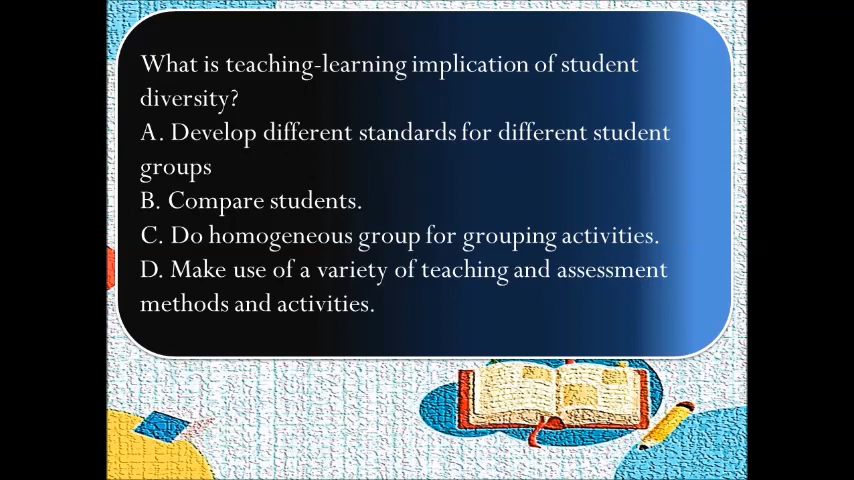 What is teaching-learning implication of student
diversity?
A. Develop different standards for different student
groups
B. Compare students.
C. Do homogeneous group for grouping activities.
D. Make use of a variety of teaching and assessment
methods and activities.